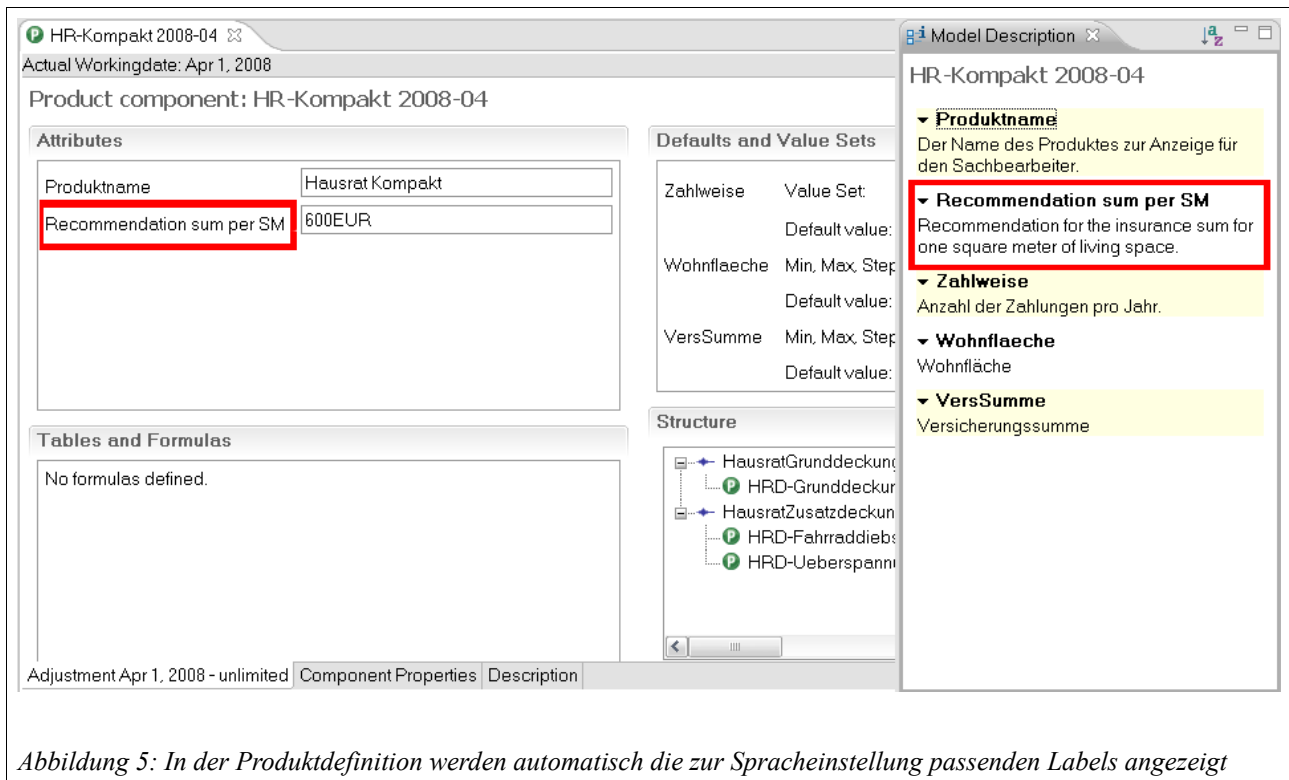 HR-Kompakt 2008-04
Actual Workingdate: Apr 1, 2008
Product component: HR-Kompakt 2008-04
Attributes
Produktname
Hausrat Kompakt
Recommendation sum per SM
600EUR
Tables and Formulas
No formulas defined.
Defaults and Value Sets
Zahlweise
Value Set:
Default value:
Wohnflaeche
Min, Max, Step
Default value:
VersSumme
Min, Max, Step
Default value:
Structure
HausratGrunddeckung
HRD-Grunddeckun
HausratZusatzdeckun
HRD-Fahrraddiebs
HRD-Ueberspannu
Adjustment Apr 1, 2008 - unlimited
Component Properties
Description
Model Description
HR-Kompakt 2008-04
Produktname
Der Name des Produktes zur Anzeige für
den Sachbearbeiter.
Recommendation sum per SM
Recommendation for the insurance sum for
one square meter of living space.
Zahlweise
Anzahl der Zahlungen pro Jahr.
Wohnflaeche
Wohnfläche
VersSumme
Versicherungssumme
Abbildung 5: In der Produktdefinition werden automatisch die zur Spracheinstellung passenden Labels angezeigt